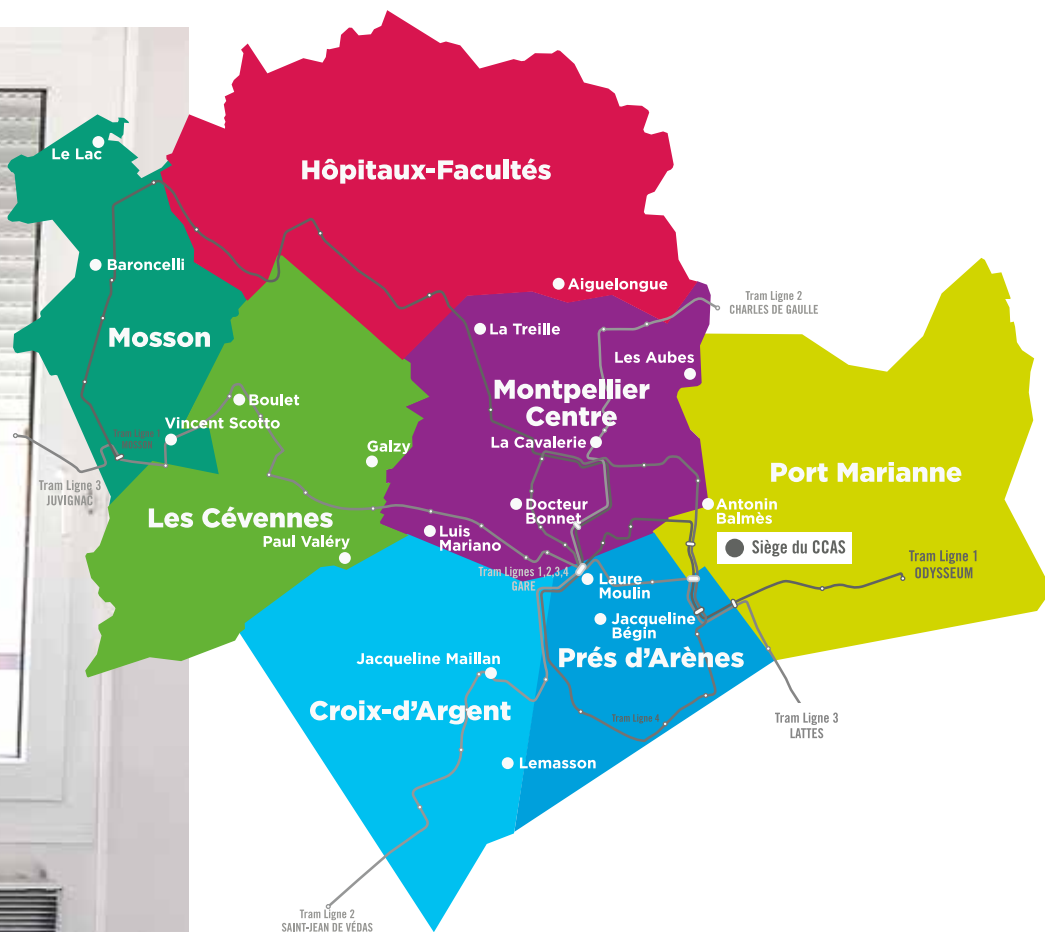 Le Lac
Hôpitaux-Facultés
Baroncelli
Aiguelongue
Tram Ligne 2
CHARLES DE GAULLE
La Treille
Mosson
Les Aubes
Montpellier
Centre
Boulet
Vincent Scotto
Tram Ligne 1
MOSSON
Galzy
La Cavalerie
Port Marianne
Tram Ligne 3
JUVIGNAC
Les Cévennes
Docteur
Bonnet
Antonin
Balmès
Luis
Mariano
Paul Valéry
Siège du CCAS
Tram Ligne 1
ODYSSEUM
Tram Lignes 1,2,3,4
GARE
Laure
Moulin
Jacqueline
Bégin
Jacqueline Maillan
Prés d'Arènes
Croix-d'Argent
Tram Ligne 4
Tram Ligne 3
LATTES
Lemasson
Tram Ligne 2
SAINT-JEAN DE VÉDAS